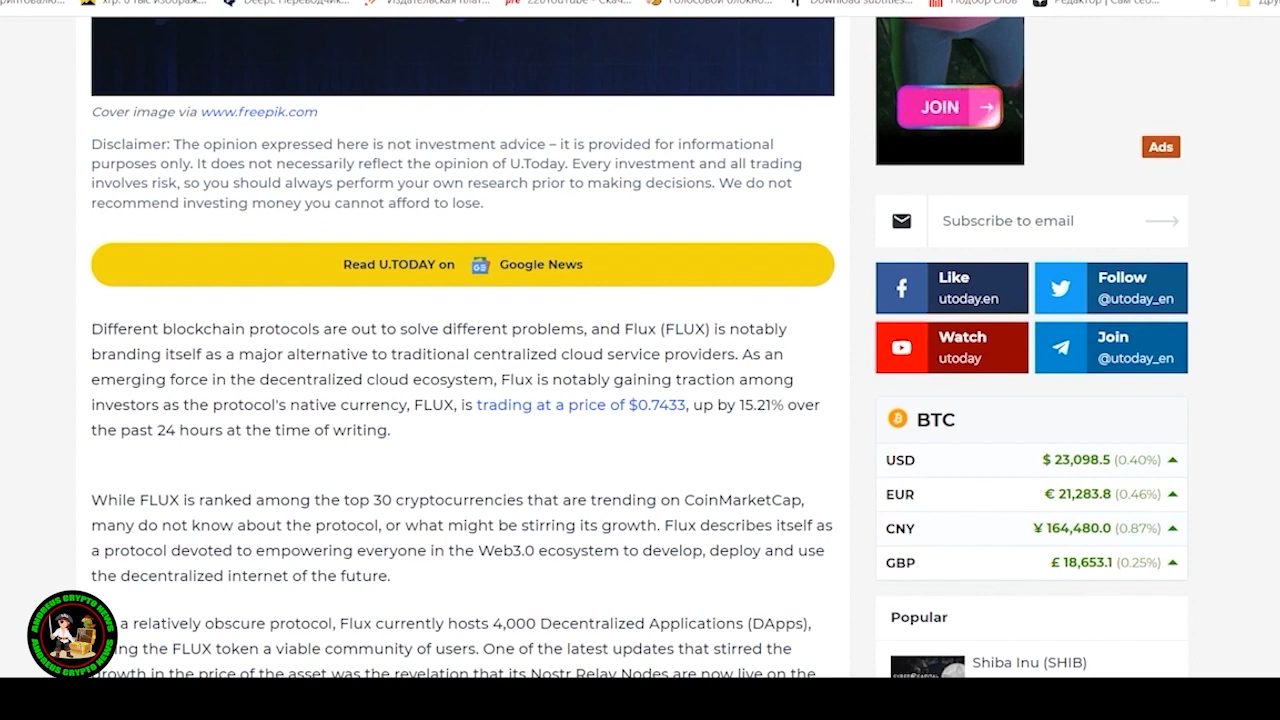 JOIN
Ads
Cover image via www.freepik.com
Disclaimer: The opinion expressed here is not investment advice – it is provided for informational
purposes only. It does not necessarily reflect the opinion of U.Today. Every investment and all trading
involves risk, so you should always perform your own research prior to making decisions. We do not
recommend investing money you cannot afford to lose.
Read U.TODAY on Google News
Different blockchain protocols are out to solve different problems, and Flux (FLUX) is notably
branding itself as a major alternative to traditional centralized cloud service providers. As an
emerging force in the decentralized cloud ecosystem, Flux is notably gaining traction among
investors as the protocol's native currency, FLUX, is trading at a price of $0.7433, up by 15.21% over
the past 24 hours at the time of writing.
While FLUX is ranked among the top 30 cryptocurrencies that are trending on CoinMarketCap,
many do not know about the protocol, or what might be stirring its growth. Flux describes itself as
a protocol devoted to empowering everyone in the Web3.0 ecosystem to develop, deploy and use
the decentralized internet of the future.
a relatively obscure protocol, Flux currently hosts 4,000 Decentralized Applications (DApps),
the FLUX token a viable community of users. One of the latest updates that stirred the
growth in the price of the asset was the revelation that its Nostr Relay Nodes are now live on the
Subscribe to email
Like
utoday.en
Follow
@utoday_en
Watch
utoday
Join
@utoday_en
BTC
USD $ 23,098.5 (0.40%)
EUR € 21,283.8 (0.46%)
CNY ¥ 164,480.0 (0.87%)
GBP £ 18,653.1 (0.25%)
Popular
Shiba Inu (SHIB)
ANDREUS CRYPTO NEWS
ANDREUS CRYPTO NEWS